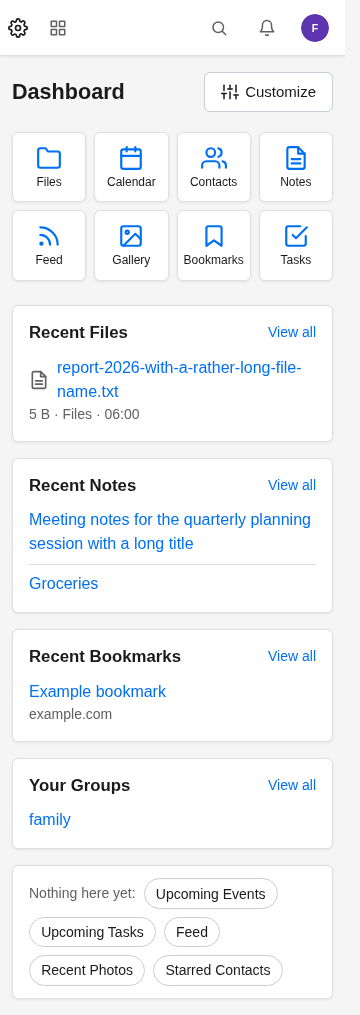 F
Dashboard
Customize
Files Calendar Contacts Notes
Feed Gallery Bookmarks Tasks
Recent Files View all
report-2026-with-a-rather-long-file-
name.txt
5 B · Files · 06:00
Recent Notes View all
Meeting notes for the quarterly planning
session with a long title
Groceries
Recent Bookmarks View all
Example bookmark
example.com
Your Groups View all
family
Nothing here yet: Upcoming Events
Upcoming Tasks Feed
Recent Photos Starred Contacts